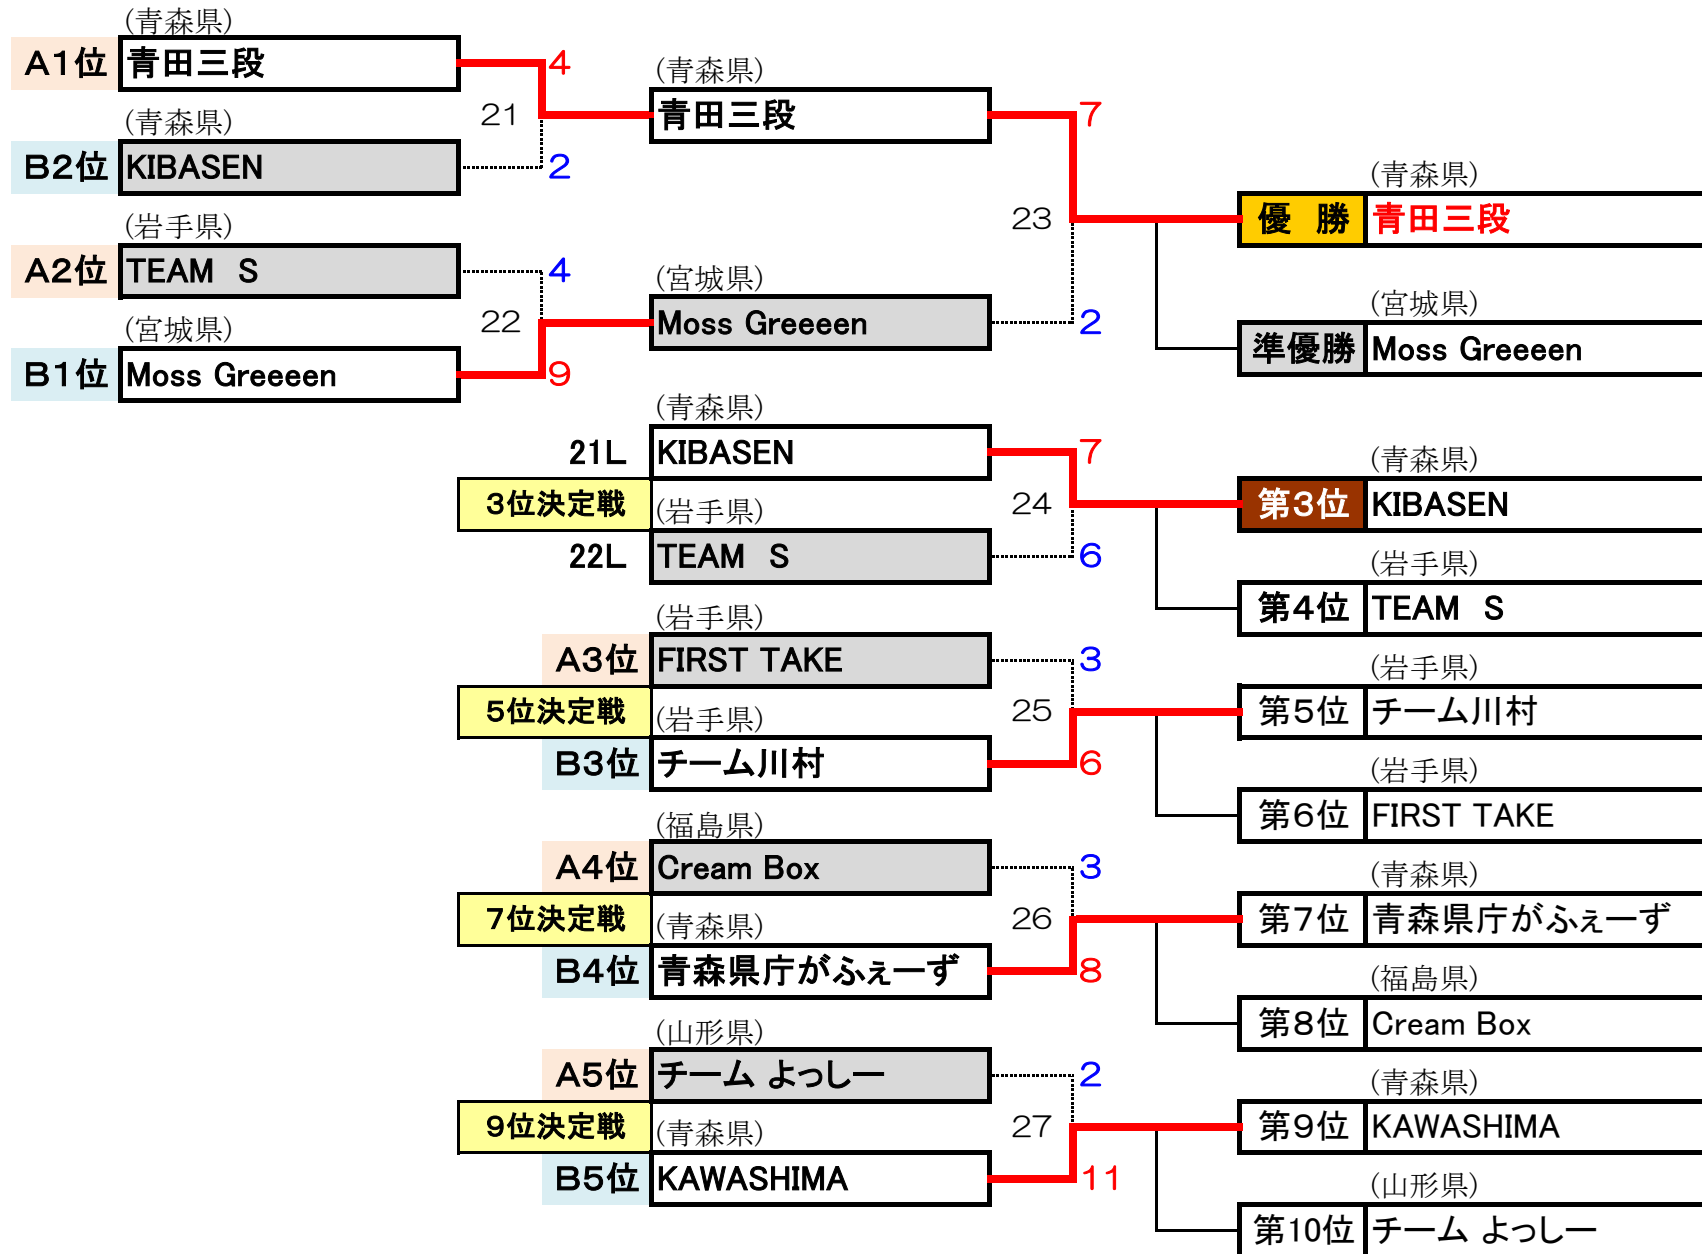 (青森県)
A1位 青田三段 4
(青森県)
青田三段 7
21
(青森県)
B2位 KIBASEN 2
(青森県)
優　勝 青田三段
23
(岩手県)
A2位 TEAM　S 4
(宮城県)
Moss Greeeen 2
22
(宮城県)
B1位 Moss Greeeen 9
(宮城県)
準優勝 Moss Greeeen
(青森県)
21L KIBASEN 7
3位決定戦
24
(青森県)
第3位 KIBASEN
(岩手県)
22L TEAM　S 6
(岩手県)
第4位 TEAM　S
(岩手県)
A3位 FIRST TAKE 3
5位決定戦
25
(岩手県)
第5位 チーム川村
(岩手県)
B3位 チーム川村 6
(岩手県)
第6位 FIRST TAKE
(福島県)
A4位 Cream Box 3
7位決定戦
26
(青森県)
第7位 青森県庁がふぇーず
(青森県)
B4位 青森県庁がふぇーず 8
(福島県)
第8位 Cream Box
(山形県)
A5位 チーム よっしー 2
9位決定戦
27
(青森県)
第9位 KAWASHIMA
(青森県)
B5位 KAWASHIMA 11
(山形県)
第10位 チーム よっしー